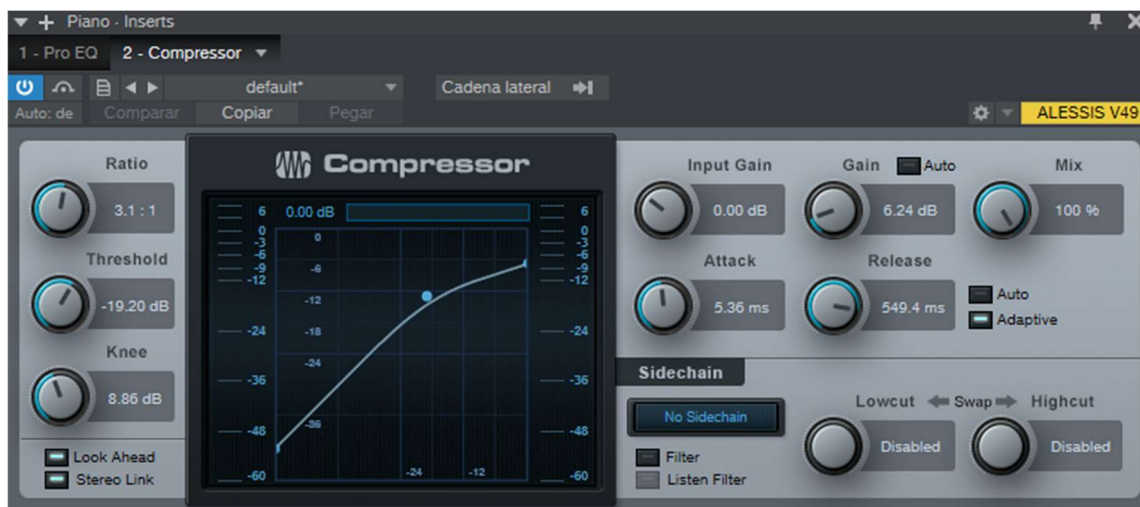 Piano - Inserts
1 - Pro EQ 2 - Compressor
default* Cadena lateral
Auto: de Comparar Copiar Pegar ALESSIS V49
Compressor
Ratio
3.1 : 1
Threshold
-19.20 dB
Knee
8.86 dB
Look Ahead
Stereo Link
6 0.00 dB 6
0 0 0
-3 -3
-6 -6 -6
-9 -9
-12 -12
-12
-18
-24 -24
-24
-36 -36
-36
-48 -48
-60 -24 -12 -60
Input Gain Gain Auto Mix
0.00 dB 6.24 dB 100 %
Attack Release
5.36 ms 549.4 ms Auto
Adaptive
Sidechain
No Sidechain
Filter
Listen Filter
Lowcut Swap Highcut
Disabled Disabled